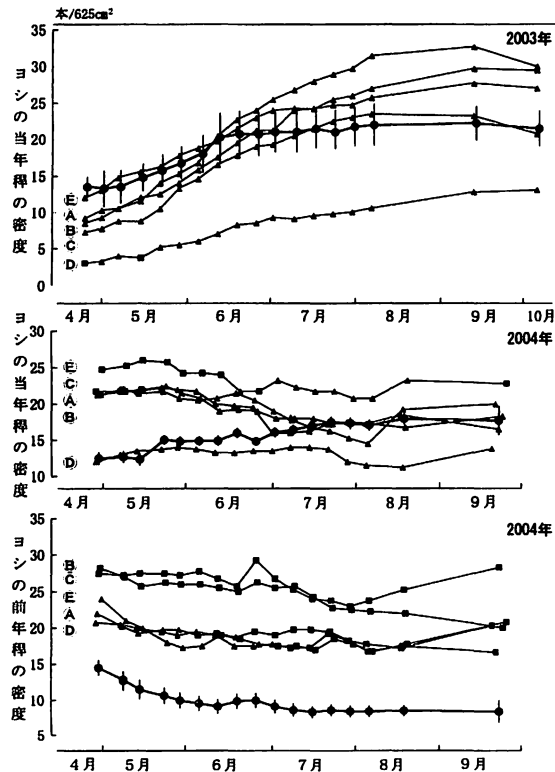 本/625cm²
2003年
ヨシの当年稈の密度
35
30
25
20
15
10
5
0
E
A
B
C
D
4月 5月 6月 7月 8月 9月 10月
2004年
ヨシの当年稈の密度
30
25
20
15
10
E
C
A
B
D
4月 5月 6月 7月 8月 9月
2004年
ヨシの前年稈の密度
35
30
25
20
15
10
5
B
C
E
A
D
4月 5月 6月 7月 8月 9月